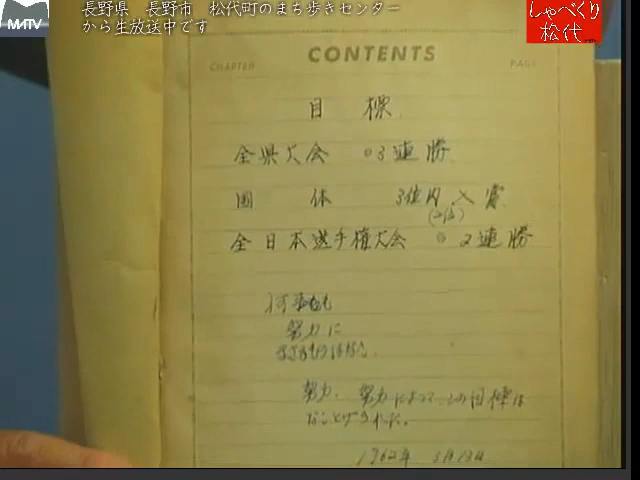 MATV
長野県 長野市 松代町のまち歩きセンター
から生放送中です
しゃべくり
松代
CONTENTS
CHAPTER PAGE
目標
全県大会 3連勝
国体 3位内入賞
(2位)
全日本選手権大会 2連勝
何事も
努力に
努力、努力によってこの目標は
なしとげられた。
1962年 3月13日